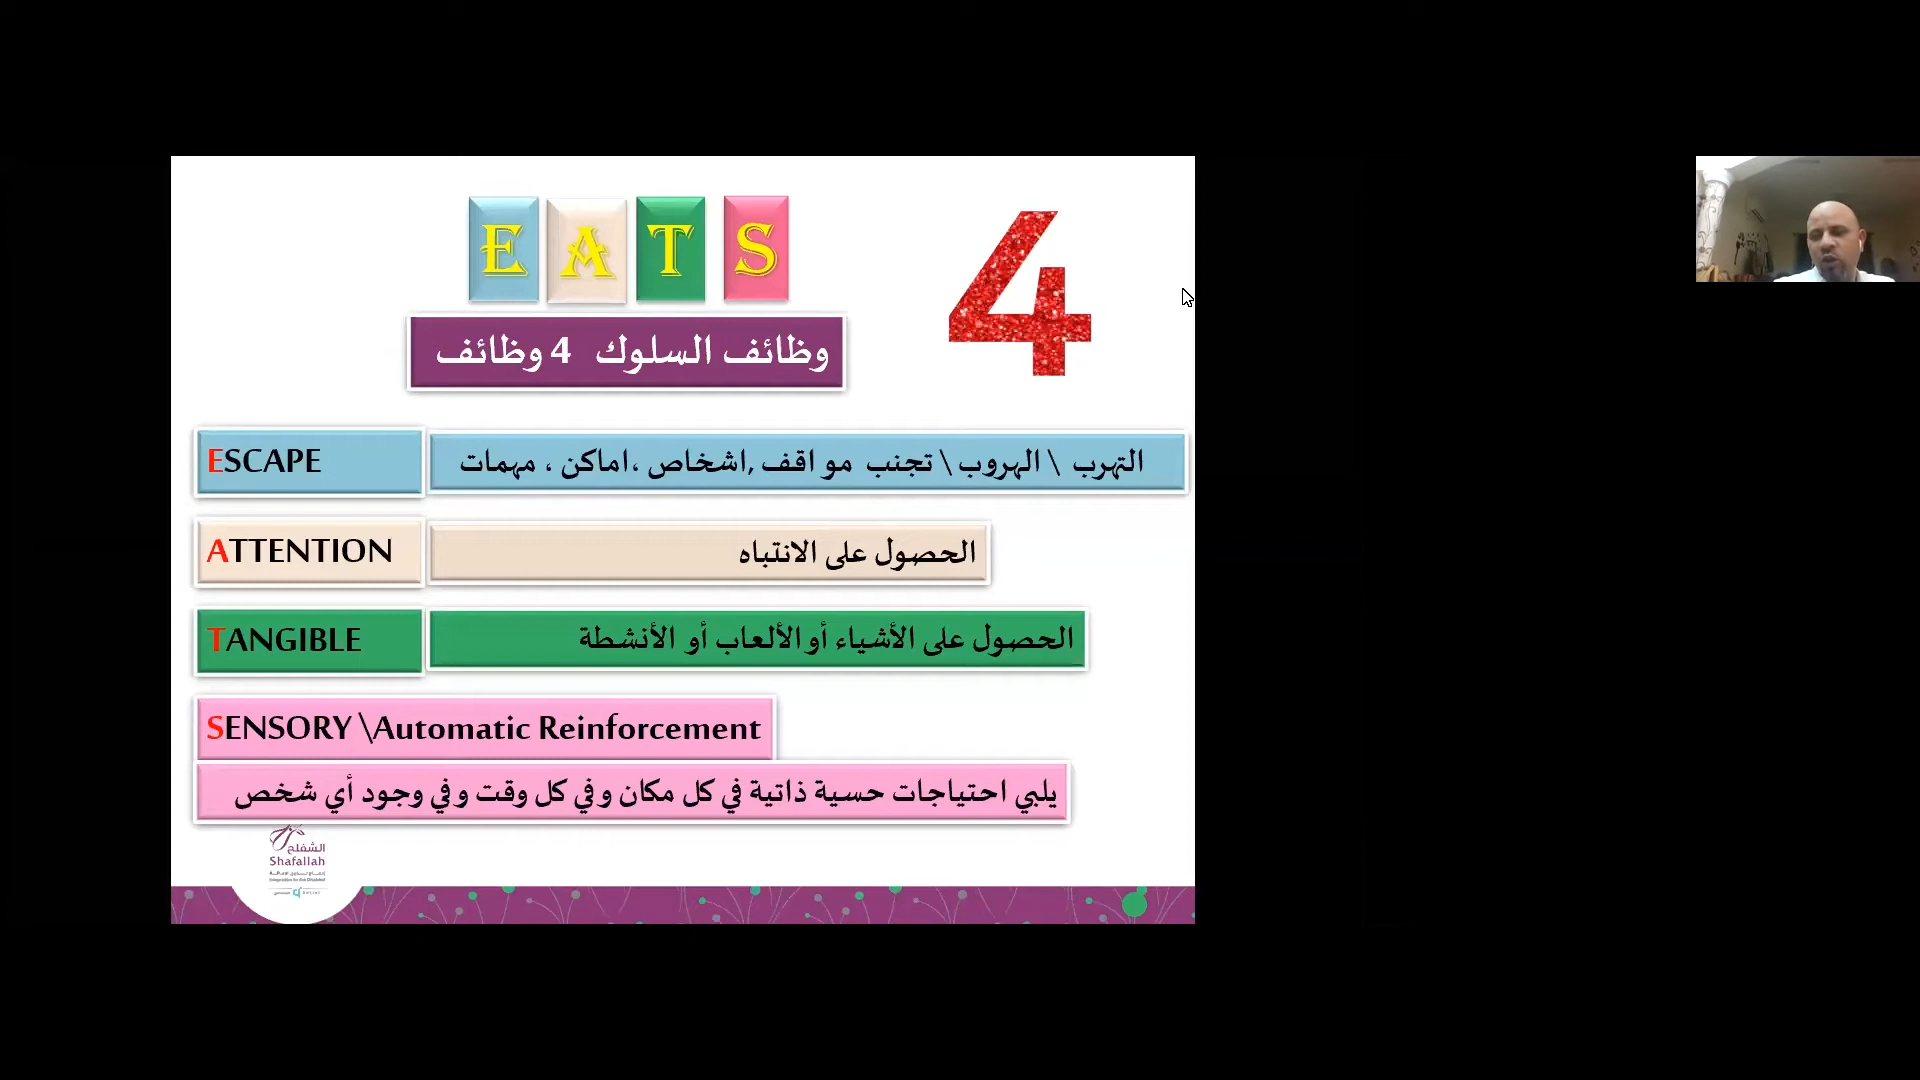 EATS
4
وظائف السلوك 4 وظائف
ESCAPE
التهرب \ الهروب \ تجنب مواقف ,اشخاص ،اماكن ، مهمات
ATTENTION
الحصول على الانتباه
TANGIBLE
الحصول على الأشياء أو الألعاب أو الأنشطة
SENSORY \Automatic Reinforcement
يلبي احتياجات حسية ذاتية في كل مكان وفي كل وقت وفي وجود أي شخص
الشفلح
Shafallah